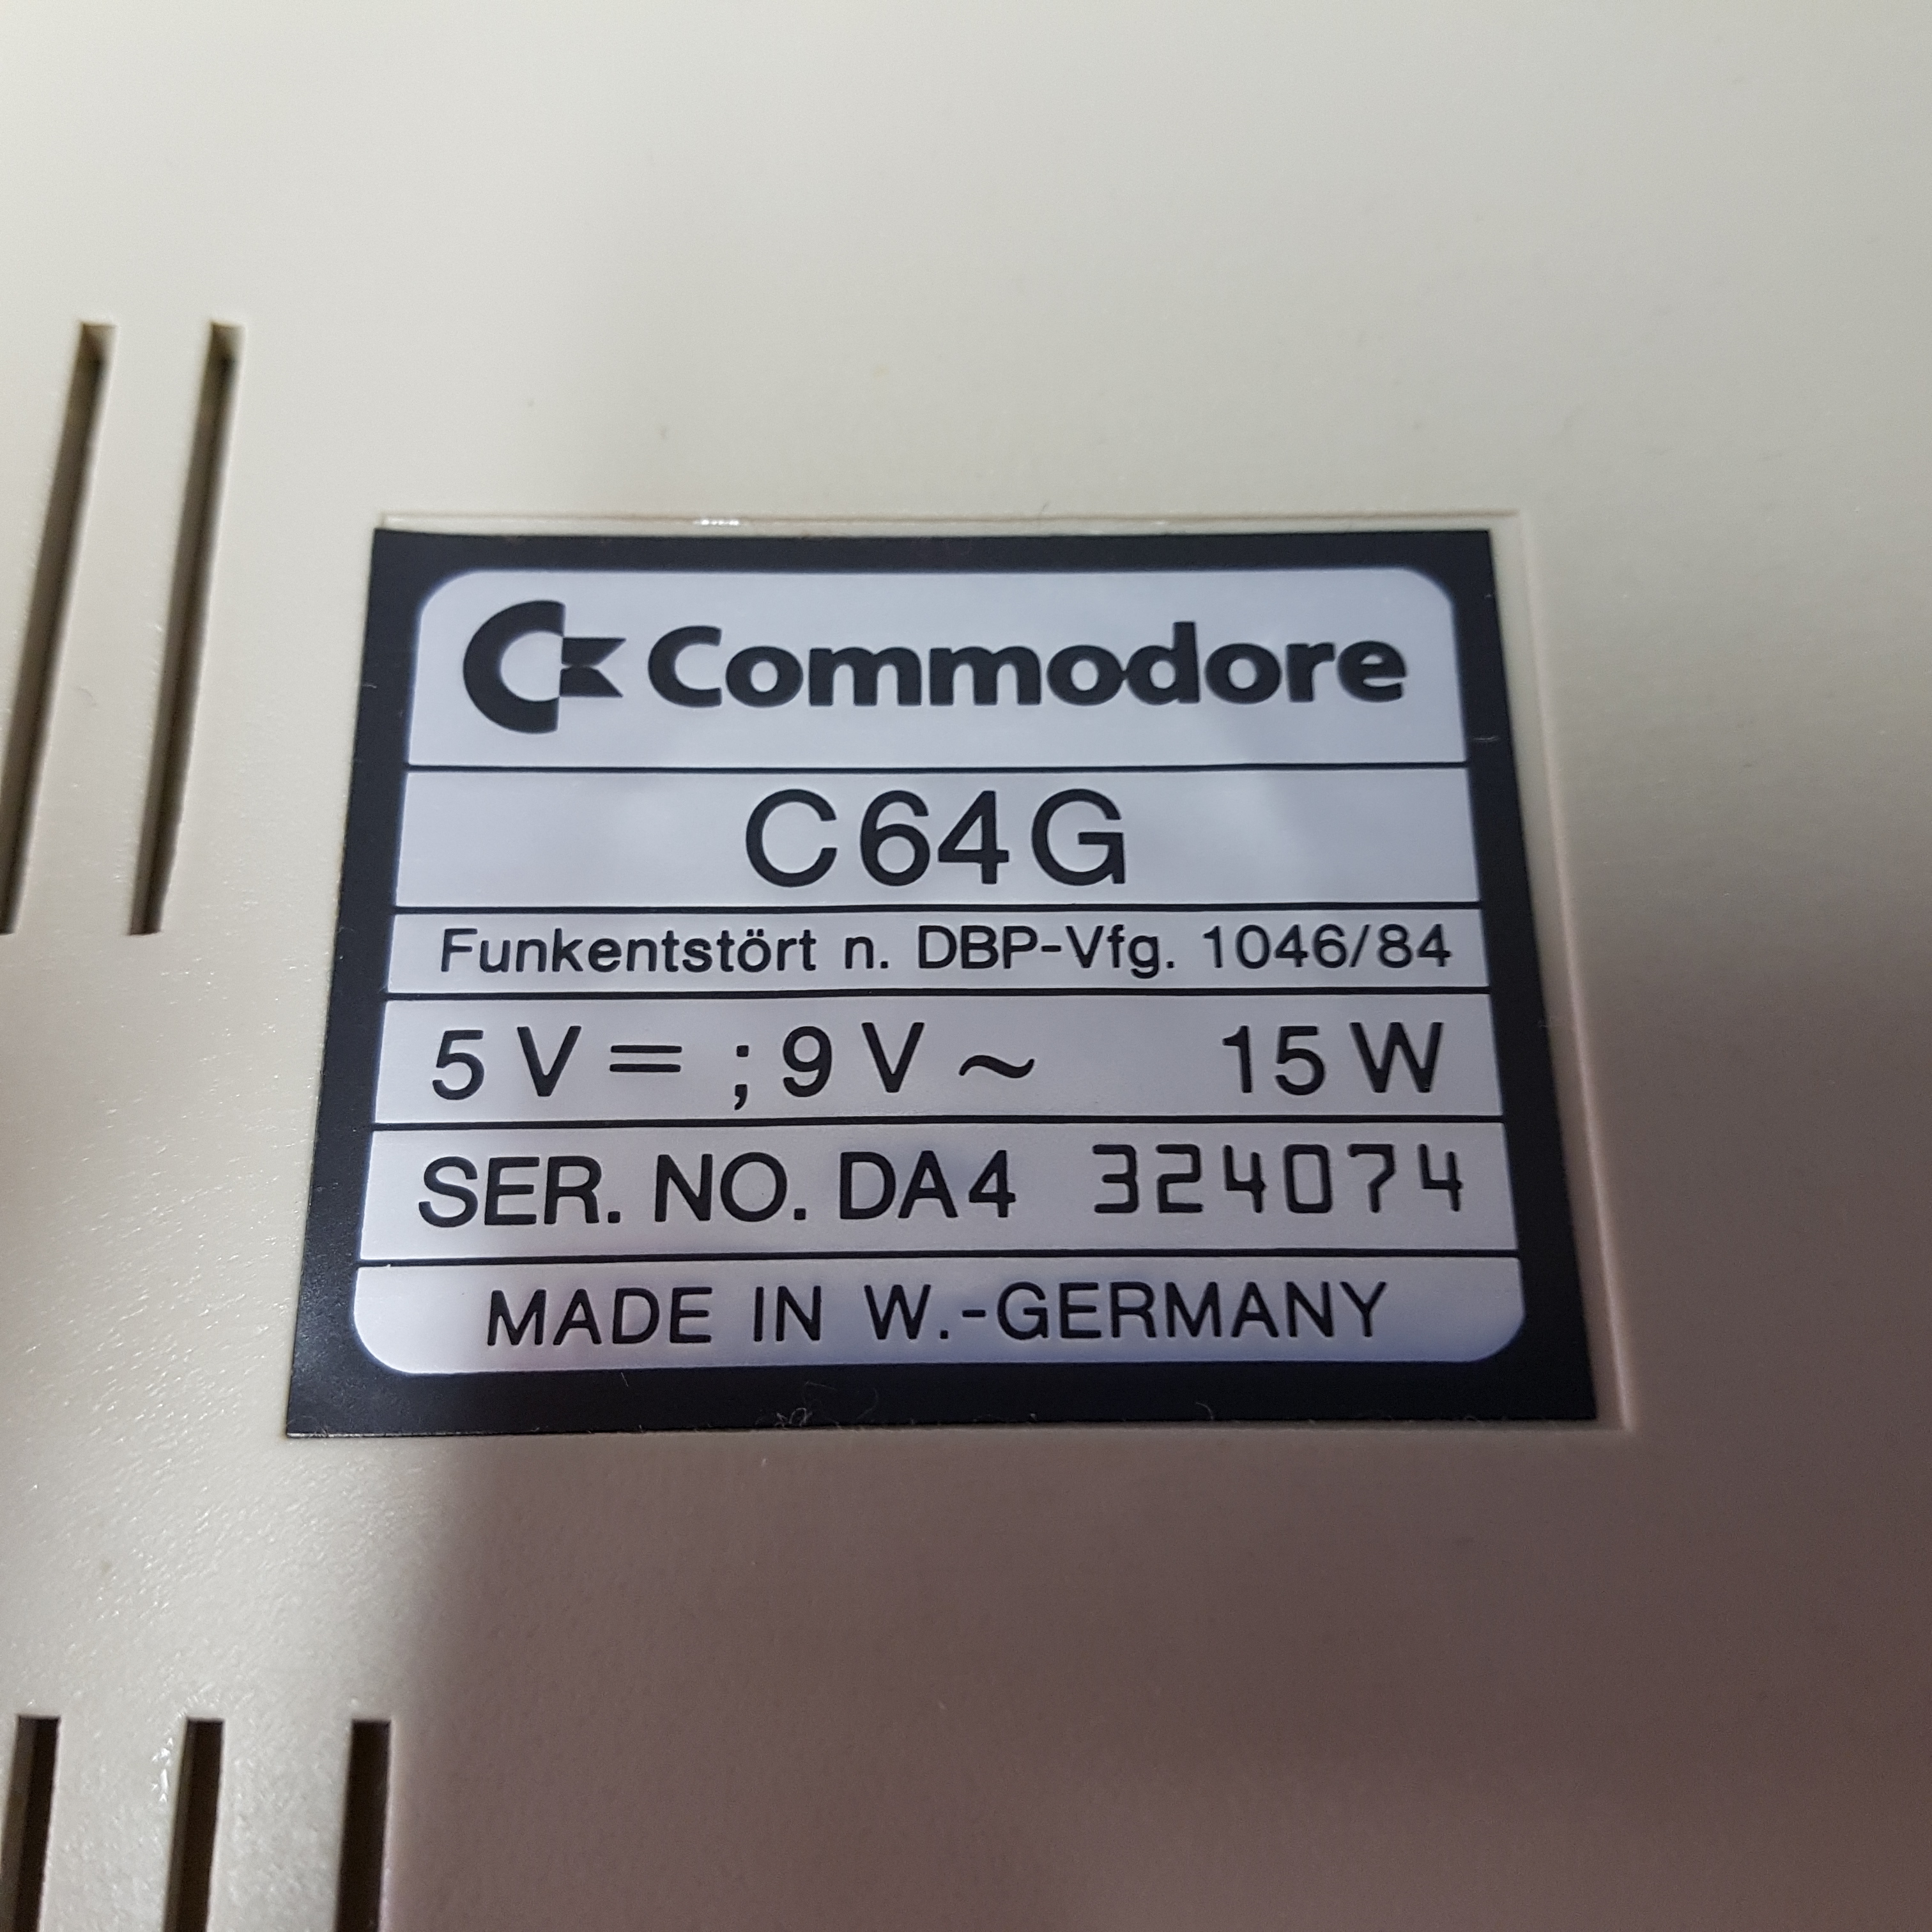 Commodore
C64G
Funkentstört n. DBP-Vfg. 1046/84
5 V = ; 9 V ~ 15 W
SER. NO. DA4 324074
MADE IN W.-GERMANY